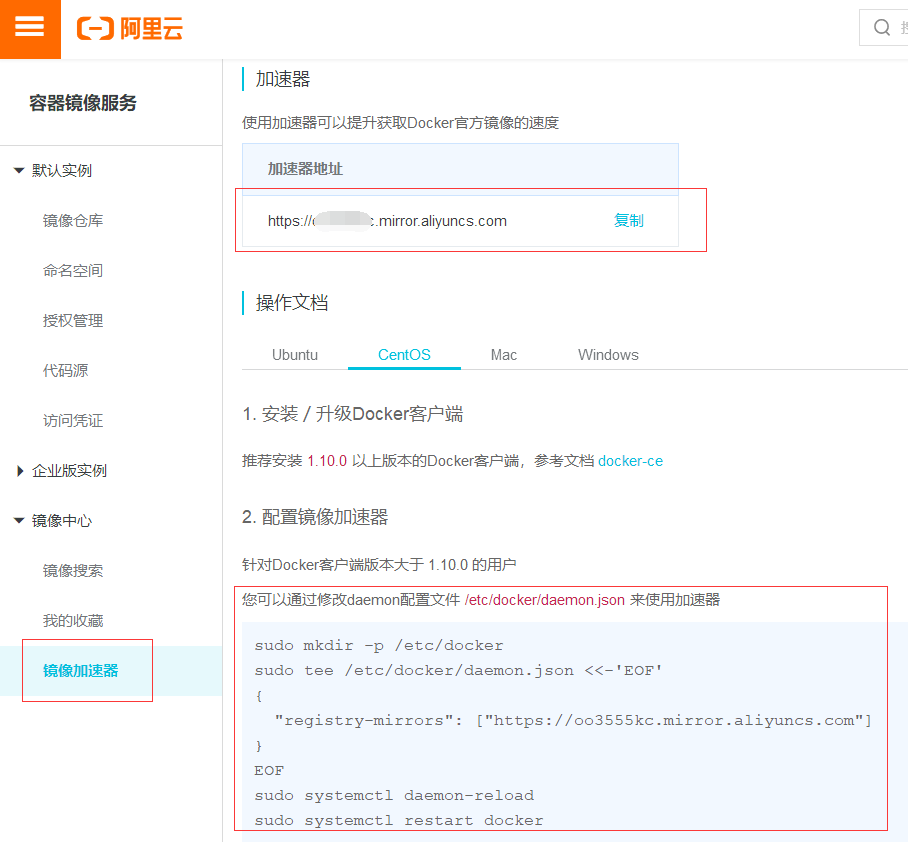 阿里云
容器镜像服务
默认实例
镜像仓库
命名空间
授权管理
代码源
访问凭证
企业版实例
镜像中心
镜像搜索
我的收藏
镜像加速器
加速器
使用加速器可以提升获取Docker官方镜像的速度
加速器地址
https:// .mirror.aliyuncs.com 复制
操作文档
Ubuntu CentOS Mac Windows
1. 安装 / 升级Docker客户端
推荐安装 1.10.0 以上版本的Docker客户端，参考文档 docker-ce
2. 配置镜像加速器
针对Docker客户端版本大于 1.10.0 的用户
您可以通过修改daemon配置文件 /etc/docker/daemon.json 来使用加速器
sudo mkdir -p /etc/docker
sudo tee /etc/docker/daemon.json <<-'EOF'
{
  "registry-mirrors": ["https://oo3555kc.mirror.aliyuncs.com"]
}
EOF
sudo systemctl daemon-reload
sudo systemctl restart docker